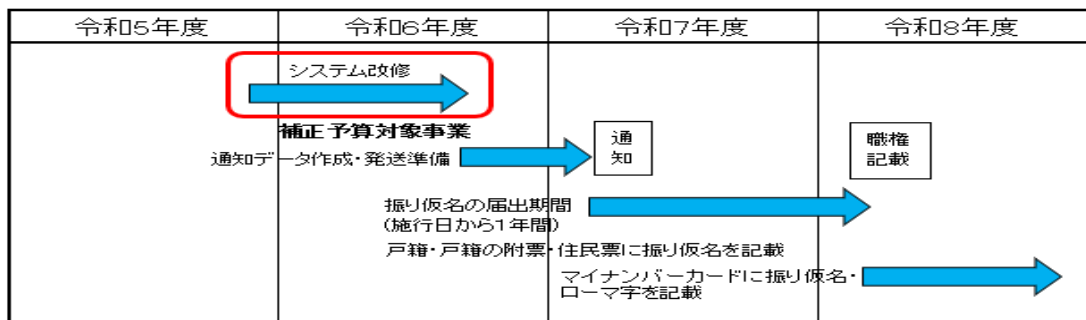 令和5年度
令和6年度
令和7年度
令和8年度
システム改修
補正予算対象事業
通知データ作成・発送準備
通
知
職権
記載
振り仮名の届出期間
(施行日から1年間)
戸籍・戸籍の附票・住民票に振り仮名を記載
マイナンバーカードに振り仮名・
ローマ字を記載